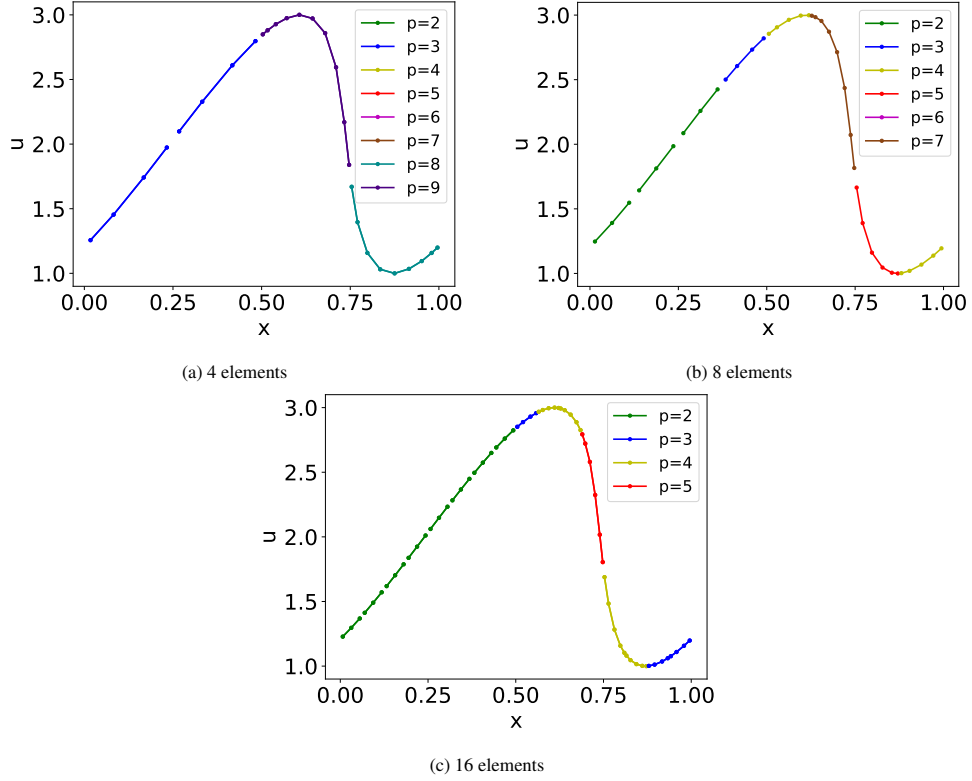 3.0
2.5
2.0
1.5
1.0
u
0.00 0.25 0.50 0.75 1.00
x
p=2
p=3
p=4
p=5
p=6
p=7
p=8
p=9
(a) 4 elements
3.0
2.5
2.0
1.5
1.0
u
0.00 0.25 0.50 0.75 1.00
x
p=2
p=3
p=4
p=5
p=6
p=7
(b) 8 elements
3.0
2.5
2.0
1.5
1.0
u
0.00 0.25 0.50 0.75 1.00
x
p=2
p=3
p=4
p=5
(c) 16 elements